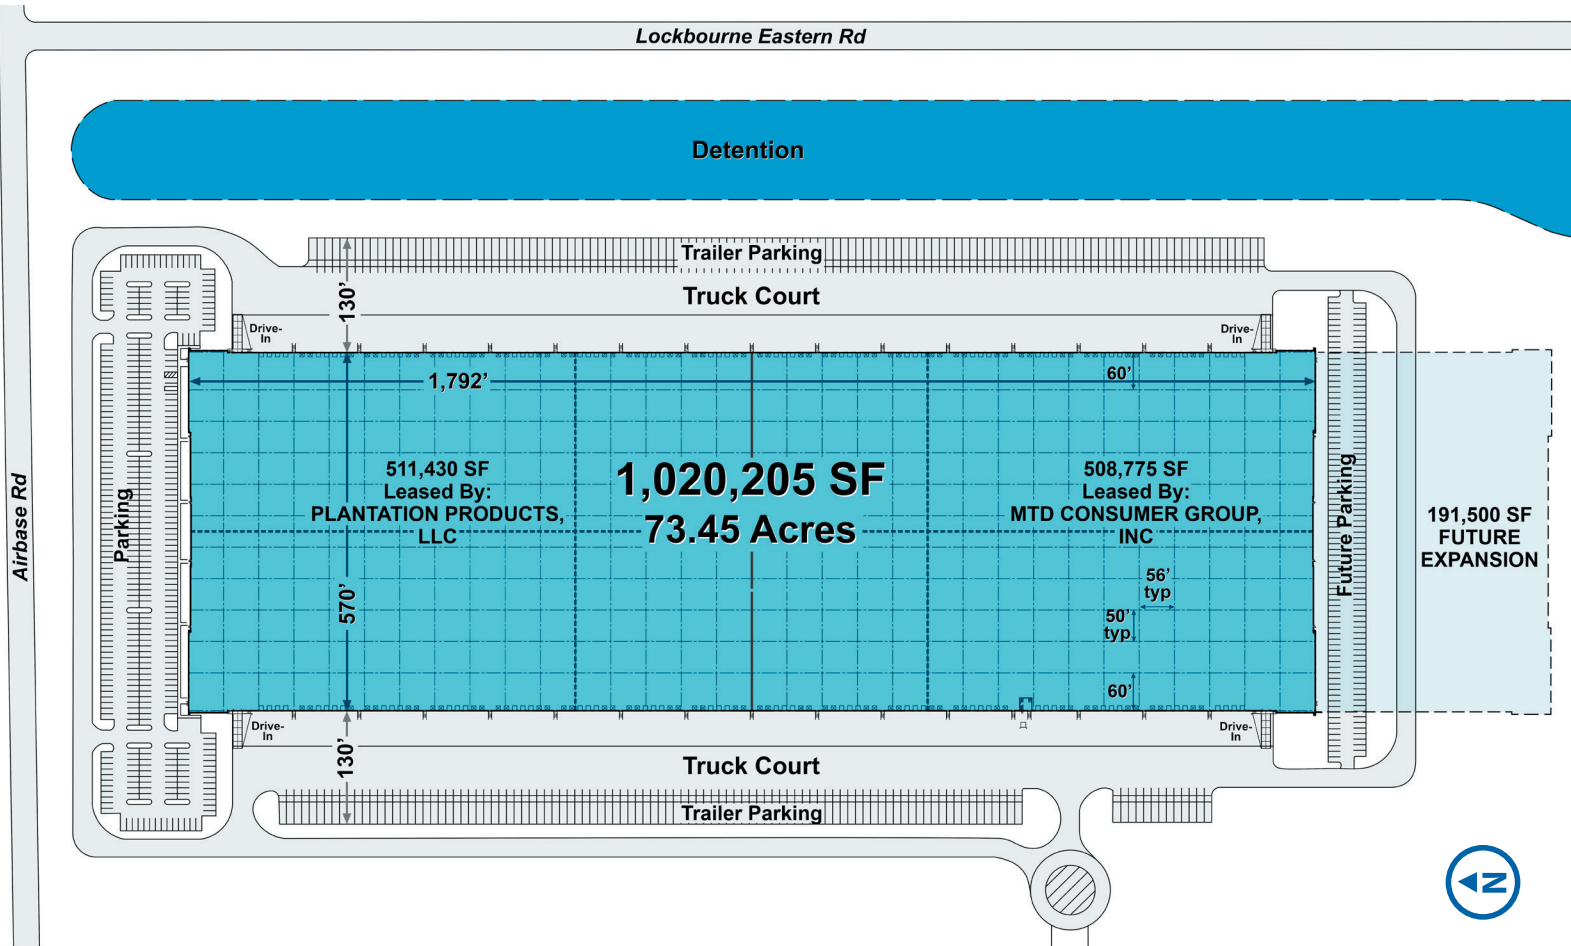 Lockbourne Eastern Rd
Detention
Trailer Parking
Truck Court
130’
Drive-
In
Drive-
In
1,792’
60’
Airbase Rd
Parking
511,430 SF
Leased By:
PLANTATION PRODUCTS,
LLC
1,020,205 SF
73.45 Acres
508,775 SF
Leased By:
MTD CONSUMER GROUP,
INC
Future Parking
191,500 SF
FUTURE
EXPANSION
570’
56’
typ
50’
typ
60’
Drive-
In
Drive-
In
130’
Truck Court
Trailer Parking
N